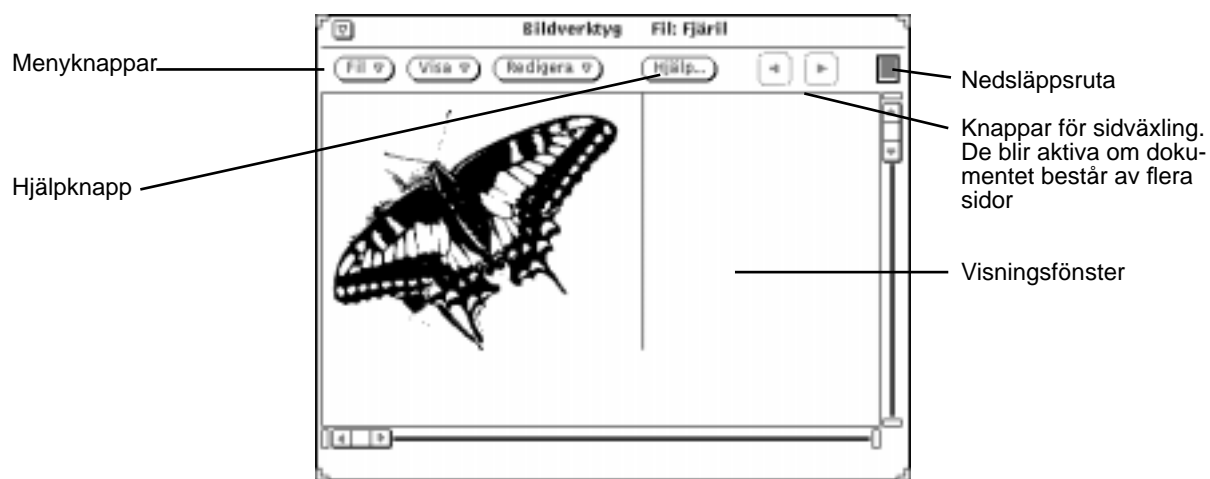 Bildverktyg Fil: Fjäril
Menyknappar
Fil Visa Redigera Hjälp...
Nedsläppsruta
Knappar för sidväxling.
De blir aktiva om doku-
mentet består av flera
sidor
Hjälpknapp
Visningsfönster